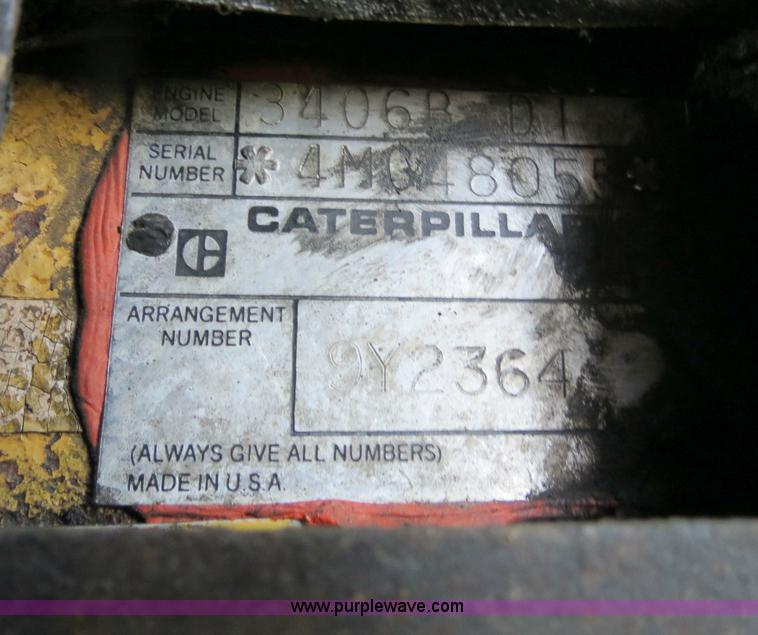 ENGINE
MODEL
3406B DI
SERIAL
NUMBER
CATERPILLAR
ARRANGEMENT
NUMBER
9Y2364
(ALWAYS GIVE ALL NUMBERS)
MADE IN U.S.A.
www.purplewave.com